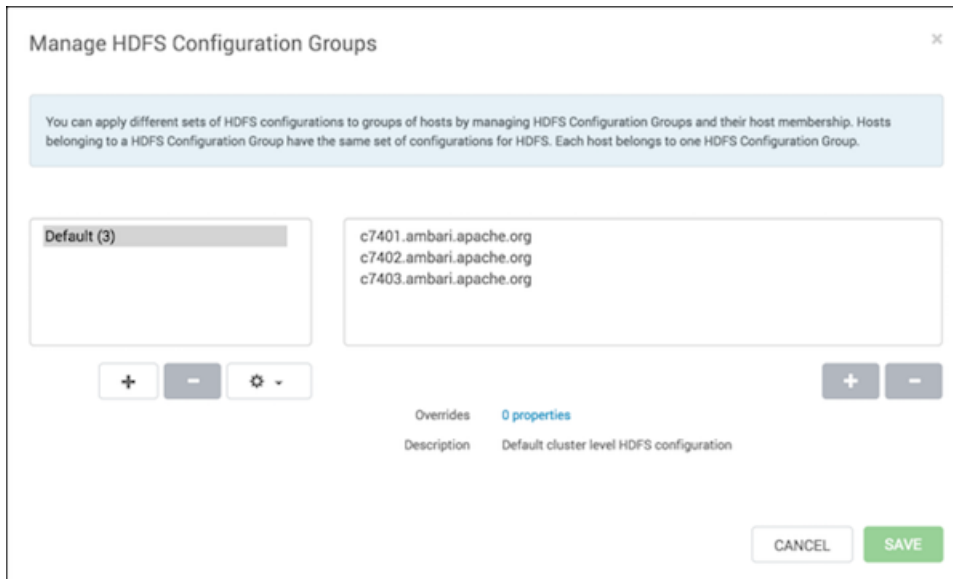 Manage HDFS Configuration Groups
×
You can apply different sets of HDFS configurations to groups of hosts by managing HDFS Configuration Groups and their host membership. Hosts
belonging to a HDFS Configuration Group have the same set of configurations for HDFS. Each host belongs to one HDFS Configuration Group.
Default (3)
c7401.ambari.apache.org
c7402.ambari.apache.org
c7403.ambari.apache.org
+ - + -
Overrides 0 properties
Description Default cluster level HDFS configuration
CANCEL SAVE